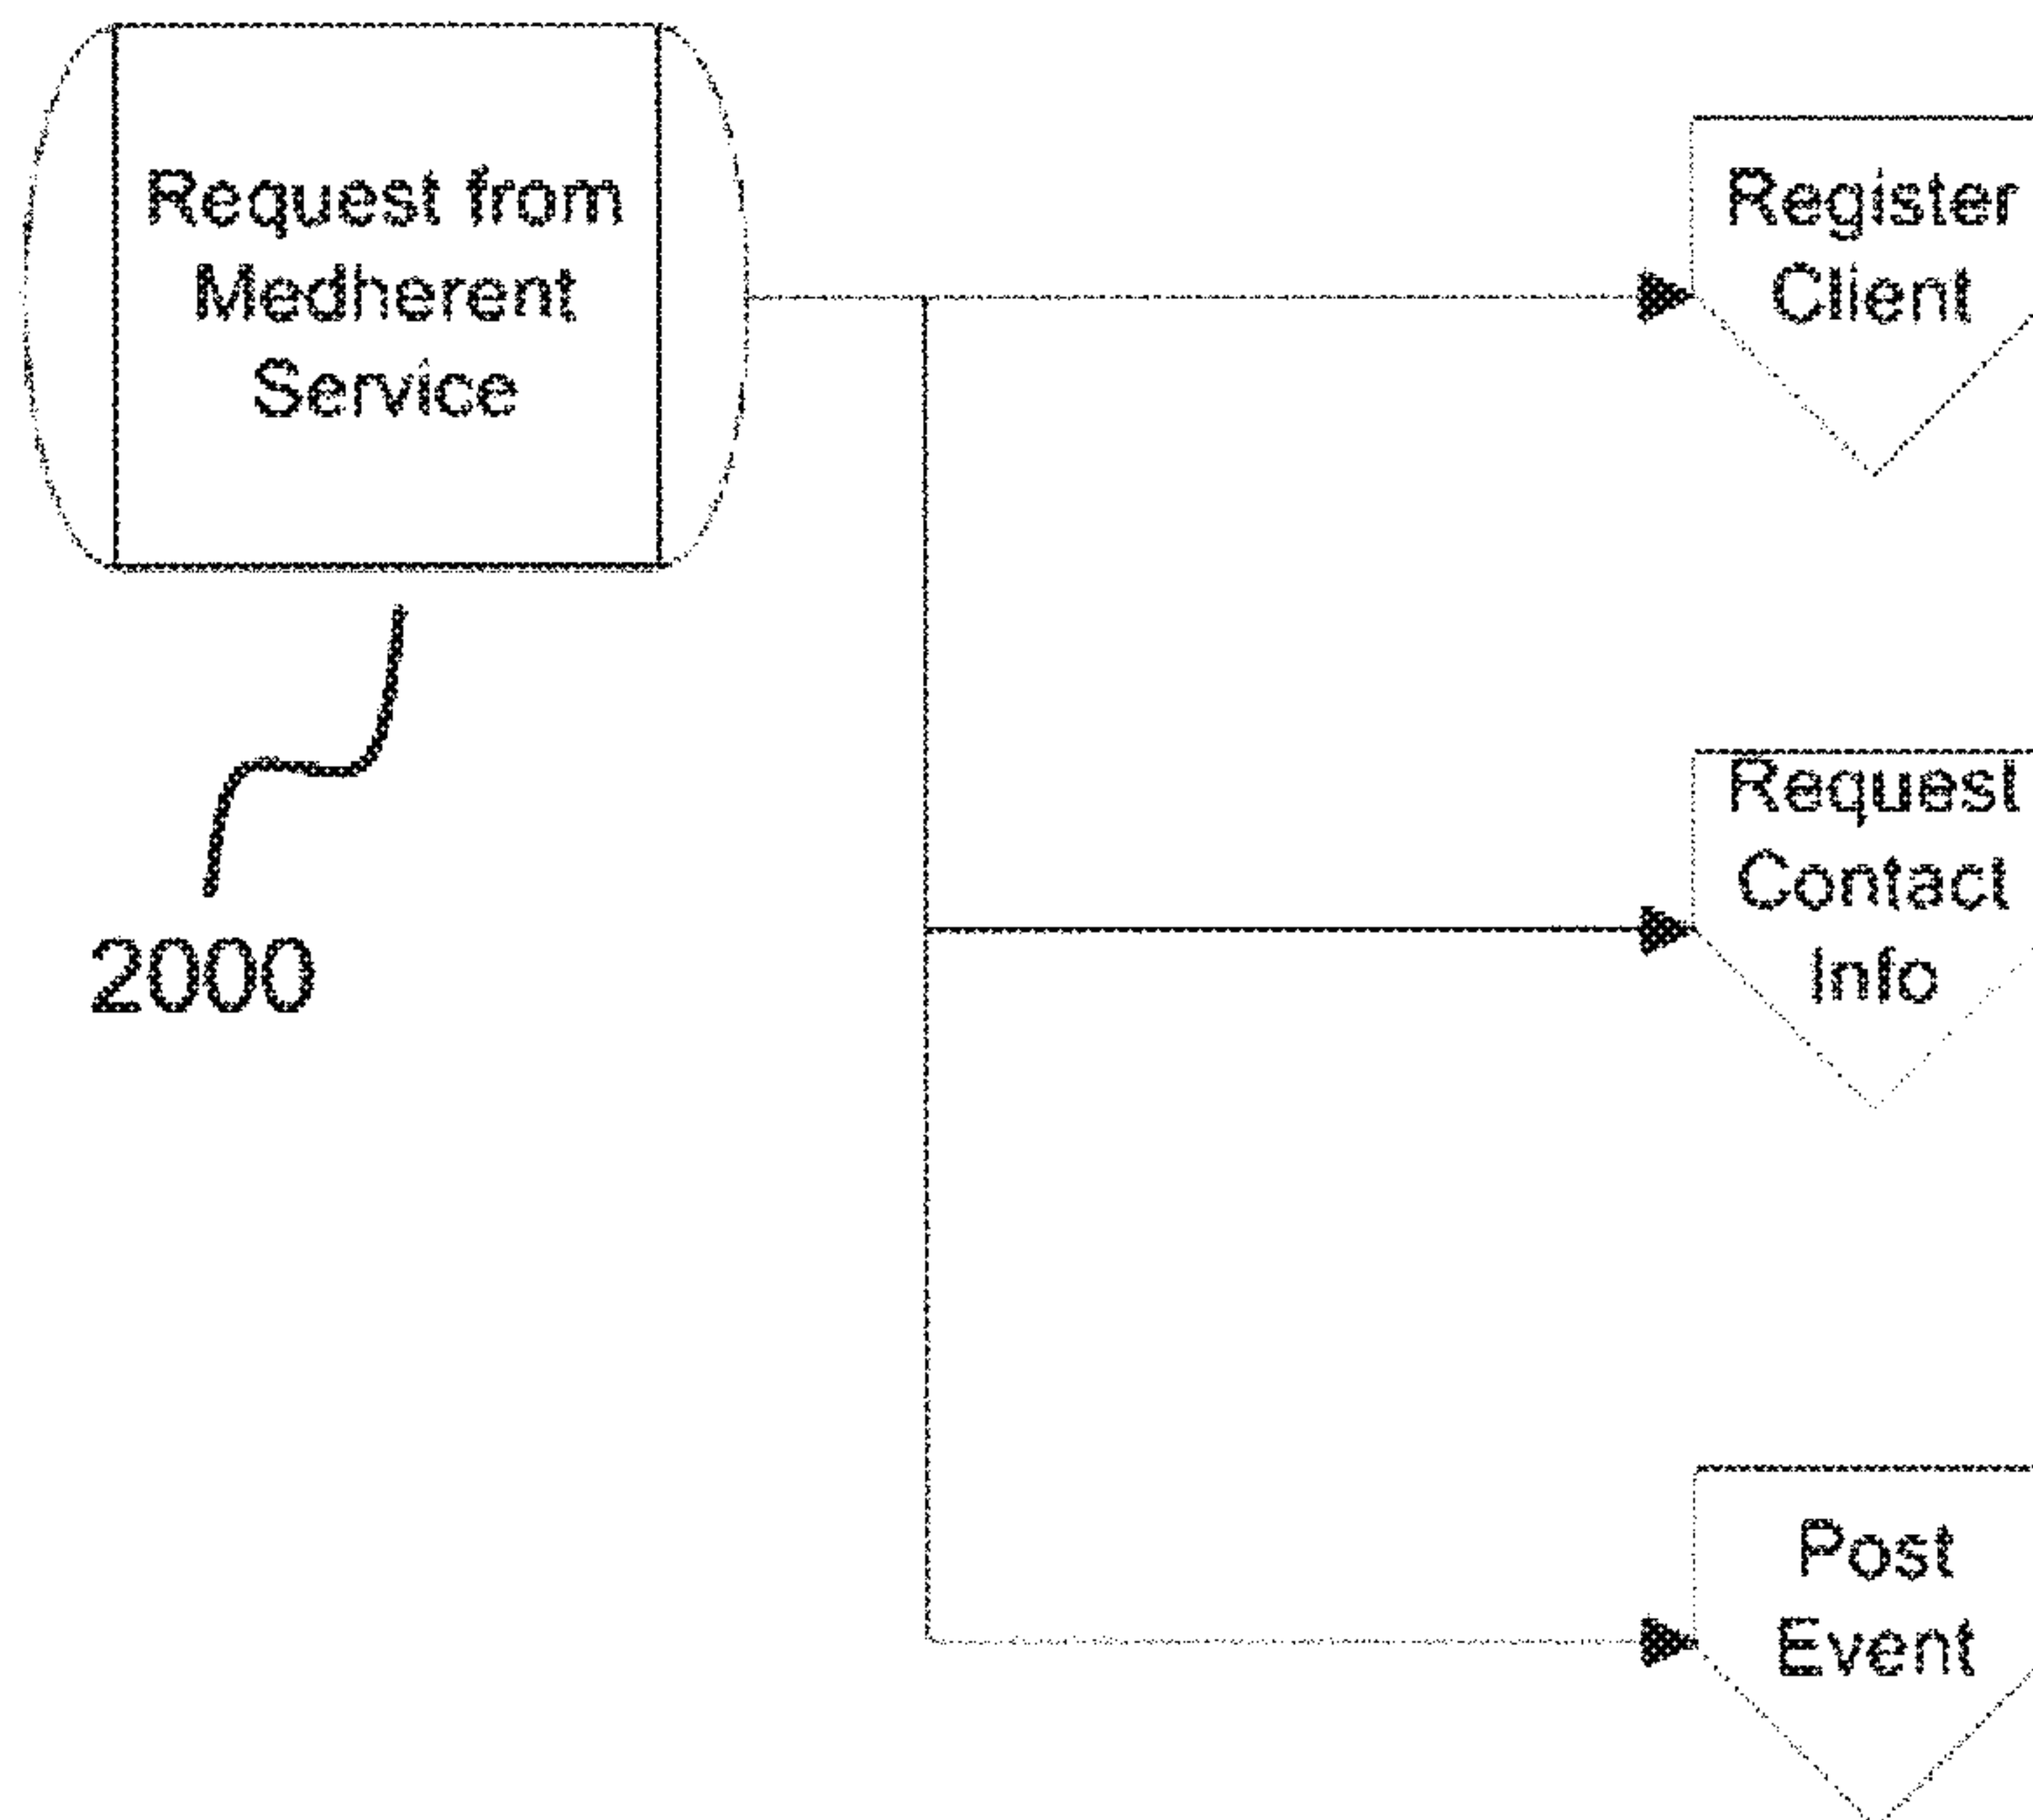 Request from
Medherent
Service
2000
Register
Client
Request
Contact
Info
Post
Event